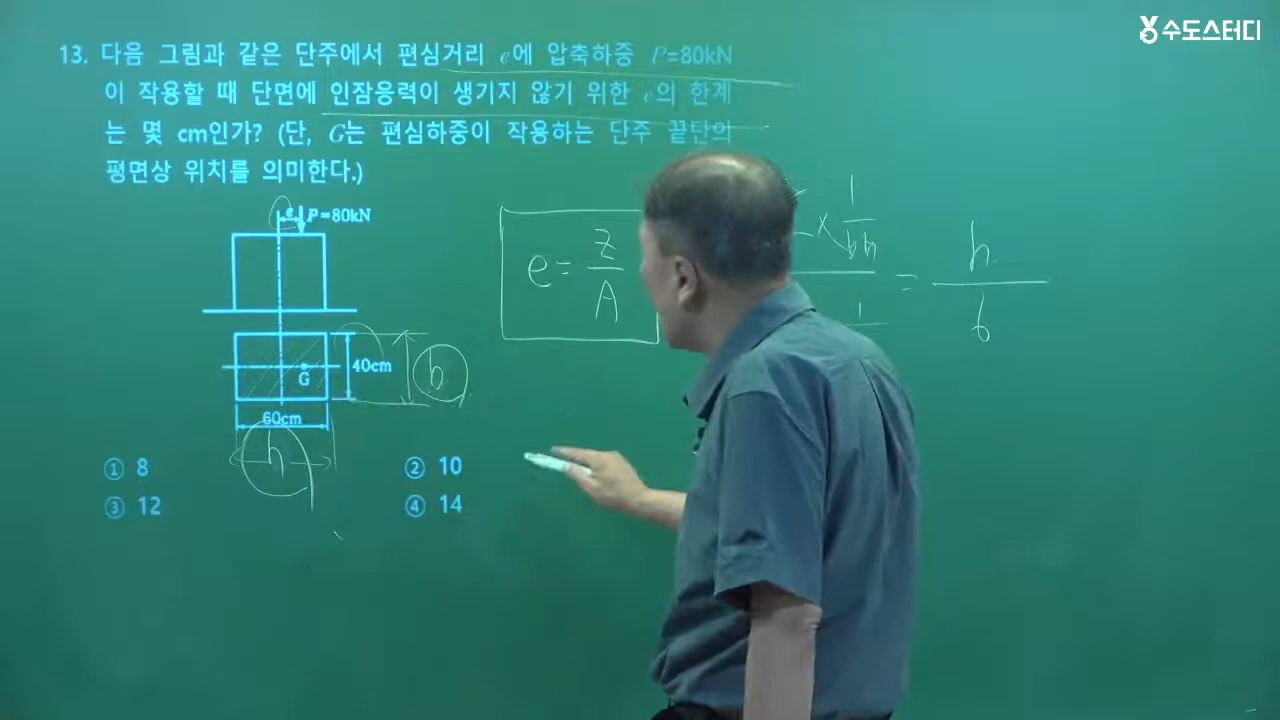 수도스터디
13. 다음 그림과 같은 단주에서 편심거리 e에 압축하중 P=80kN
이 작용할 때 단면에 인잠응력이 생기지 않기 위한 e의 한계
는 몇 cm인가? (단, G는 편심하중이 작용하는 단주 끝단의
평면상 위치를 의미한다.)
e P=80kN
40cm
G
60cm
b
h
① 8
② 10
③ 12
④ 14
e = Z/A
× 1/bh
1
= h/6